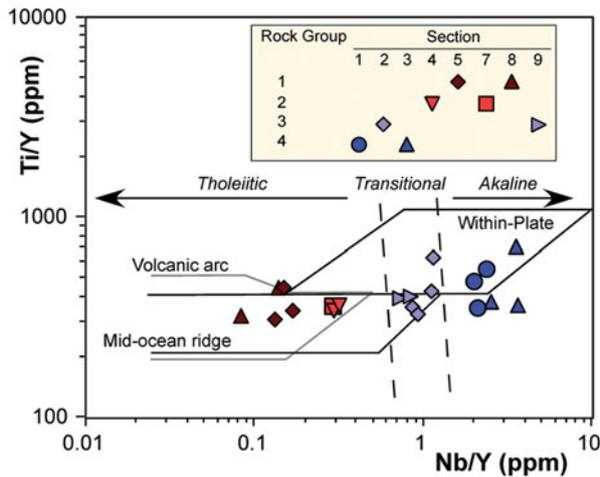 10000
Rock Group Section
1 2 3 4 5 7 8 9
1
2
3
4
Ti/Y (ppm)
Tholeiitic Transitional Akaline
1000
Within-Plate
Volcanic arc
Mid-ocean ridge
100
0.01 0.1 1 10
Nb/Y (ppm)